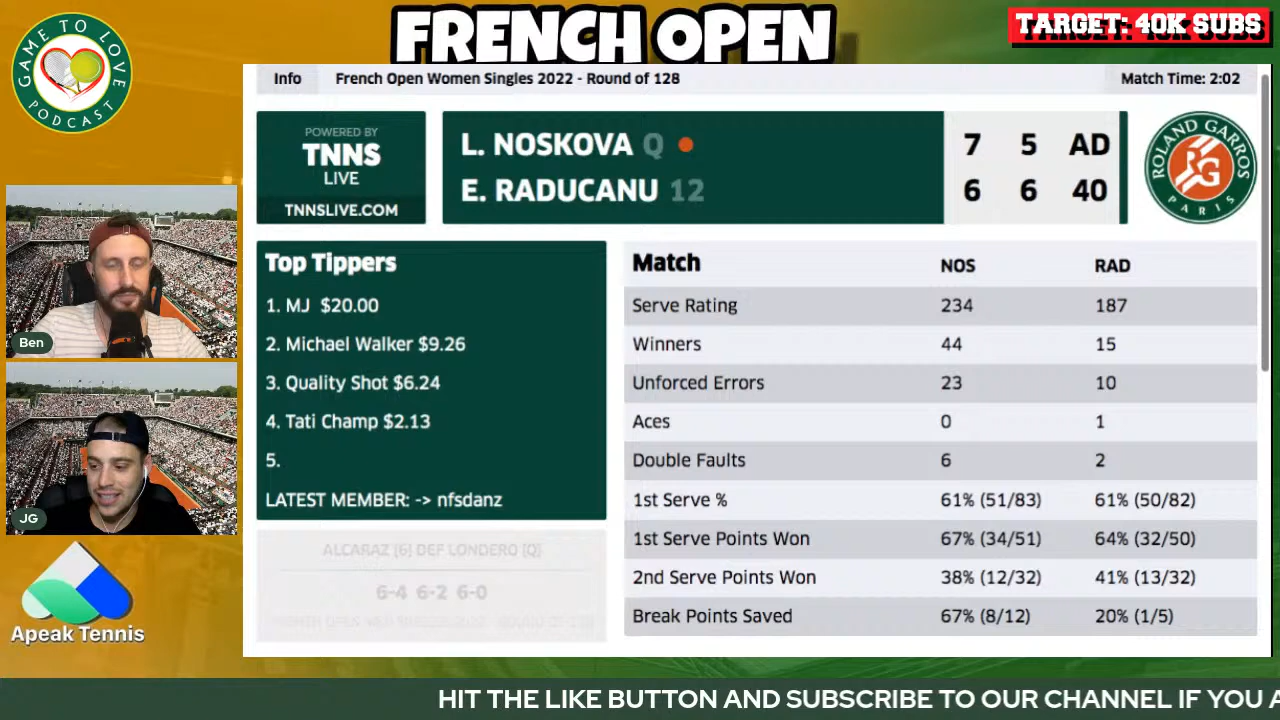 GAME TO LOVE
PODCAST
FRENCH OPEN
TARGET: 40K SUBS
Info French Open Women Singles 2022 - Round of 128 Match Time: 2:02
POWERED BY
TNNS
LIVE
TNNSLIVE.COM
L. NOSKOVA Q 7 5 AD
E. RADUCANU 12 6 6 40
ROLAND GARROS
RG
PARIS
Top Tippers
1. MJ $20.00
2. Michael Walker $9.26
3. Quality Shot $6.24
4. Tati Champ $2.13
5.
LATEST MEMBER: -> nfsdanz
ALCARAZ [6] DEF LONDERO [Q]
6-4 6-2 6-0
Match NOS RAD
Serve Rating 234 187
Winners 44 15
Unforced Errors 23 10
Aces 0 1
Double Faults 6 2
1st Serve % 61% (51/83) 61% (50/82)
1st Serve Points Won 67% (34/51) 64% (32/50)
2nd Serve Points Won 38% (12/32) 41% (13/32)
Break Points Saved 67% (8/12) 20% (1/5)
Ben
JG
Apeak Tennis
HIT THE LIKE BUTTON AND SUBSCRIBE TO OUR CHANNEL IF YOU A